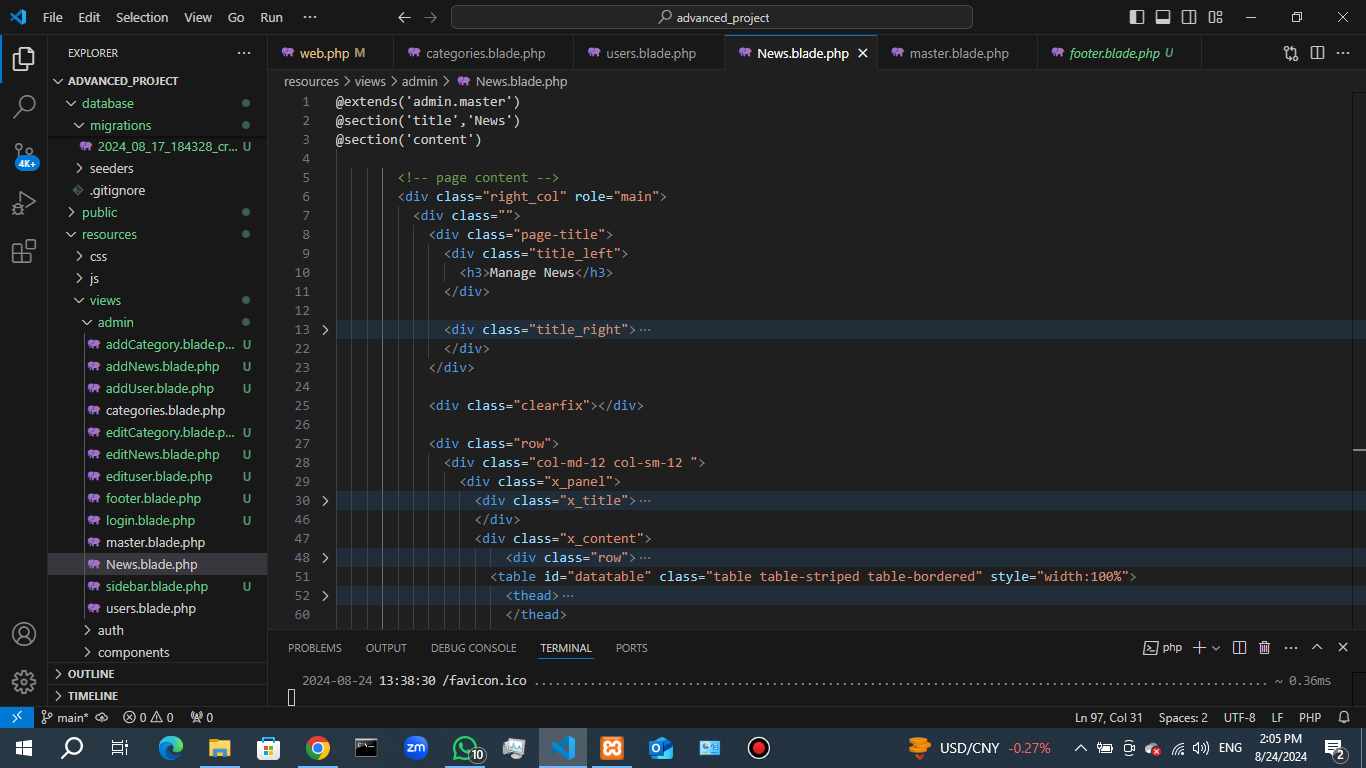 File Edit Selection View Go Run ··· advanced_project
EXPLORER ···
ADVANCED_PROJECT
database
migrations
2024_08_17_184328_cr... U
seeders
.gitignore
public
resources
css
js
views
admin
addCategory.blade.p... U
addNews.blade.php U
addUser.blade.php U
categories.blade.php
editCategory.blade.p... U
editNews.blade.php U
edituser.blade.php U
footer.blade.php U
login.blade.php U
master.blade.php
News.blade.php
sidebar.blade.php U
users.blade.php
auth
components
OUTLINE
TIMELINE
4K+
web.php M categories.blade.php users.blade.php News.blade.php master.blade.php footer.blade.php U
resources > views > admin > News.blade.php
1 @extends('admin.master')
2 @section('title','News')
3 @section('content')
4
5 <!-- page content -->
6 <div class="right_col" role="main">
7 <div class="">
8 <div class="page-title">
9 <div class="title_left">
10 <h3>Manage News</h3>
11 </div>
12
13 <div class="title_right">···
22 </div>
23 </div>
24
25 <div class="clearfix"></div>
26
27 <div class="row">
28 <div class="col-md-12 col-sm-12 ">
29 <div class="x_panel">
30 <div class="x_title">···
46 </div>
47 <div class="x_content">
48 <div class="row">···
51 <table id="datatable" class="table table-striped table-bordered" style="width:100%">
52 <thead>···
60 </thead>
PROBLEMS OUTPUT DEBUG CONSOLE TERMINAL PORTS php
2024-08-24 13:38:30 /favicon.ico ........................................................................................................ ~ 0.36ms
main* 0 0 0 Ln 97, Col 31 Spaces: 2 UTF-8 LF PHP
zm 10 USD/CNY -0.27% ENG 2:05 PM
8/24/2024 2